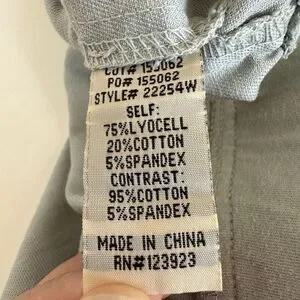 CUT# 155062
PO# 155062
STYLE# 22254W
SELF:
75%LYOCELL
20%COTTON
5%SPANDEX
CONTRAST:
95%COTTON
5%SPANDEX
MADE IN CHINA
RN#123923